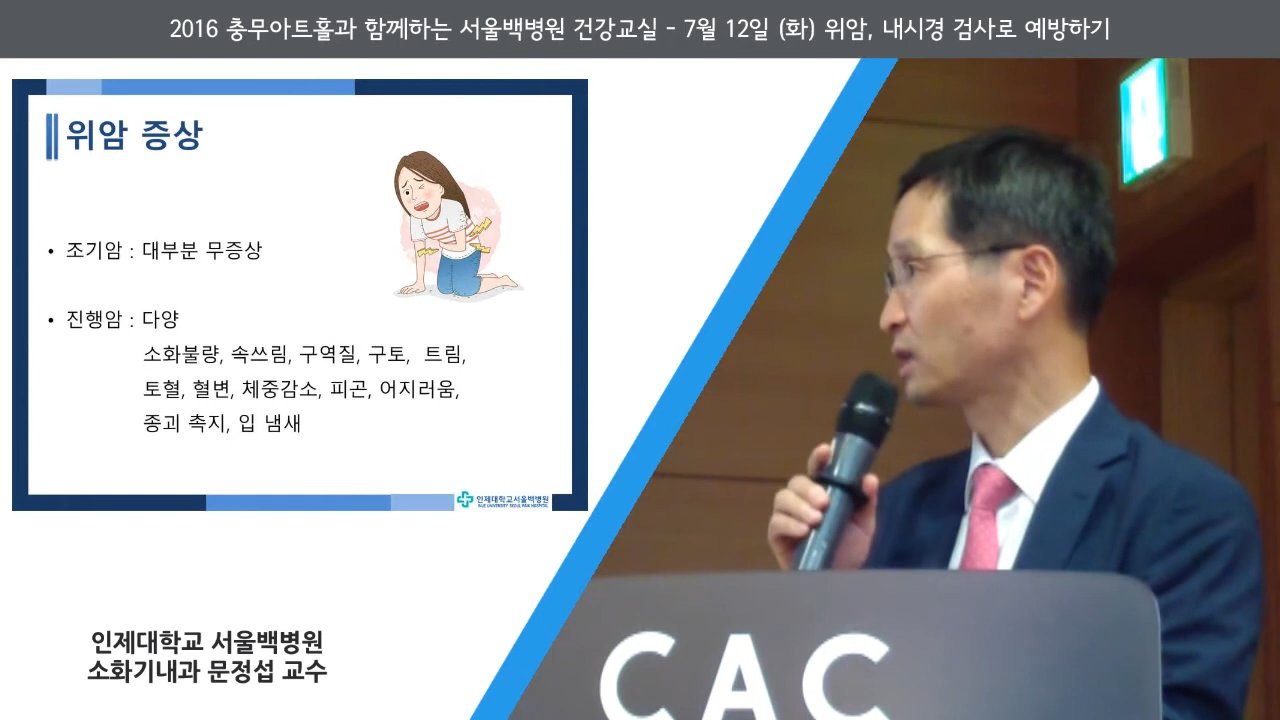 2016 충무아트홀과 함께하는 서울백병원 건강교실 - 7월 12일 (화) 위암, 내시경 검사로 예방하기
위암 증상
• 조기암 : 대부분 무증상
• 진행암 : 다양
소화불량, 속쓰림, 구역질, 구토, 트림,
토혈, 혈변, 체중감소, 피곤, 어지러움,
종괴 촉지, 입 냄새
인제대학교서울백병원
INJE UNIVERSITY SEOUL PAIK HOSPITAL
인제대학교 서울백병원
소화기내과 문정섭 교수
CAC